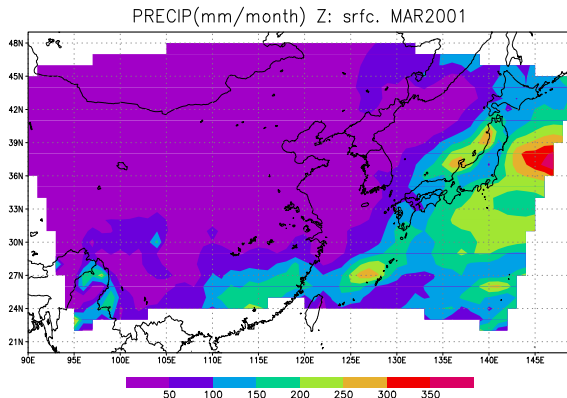 PRECIP(mm/month) Z: srfc. MAR2001
48N
45N
42N
39N
36N
33N
30N
27N
24N
21N
90E 95E 100E 105E 110E 115E 120E 125E 130E 135E 140E 145E
50 100 150 200 250 300 350